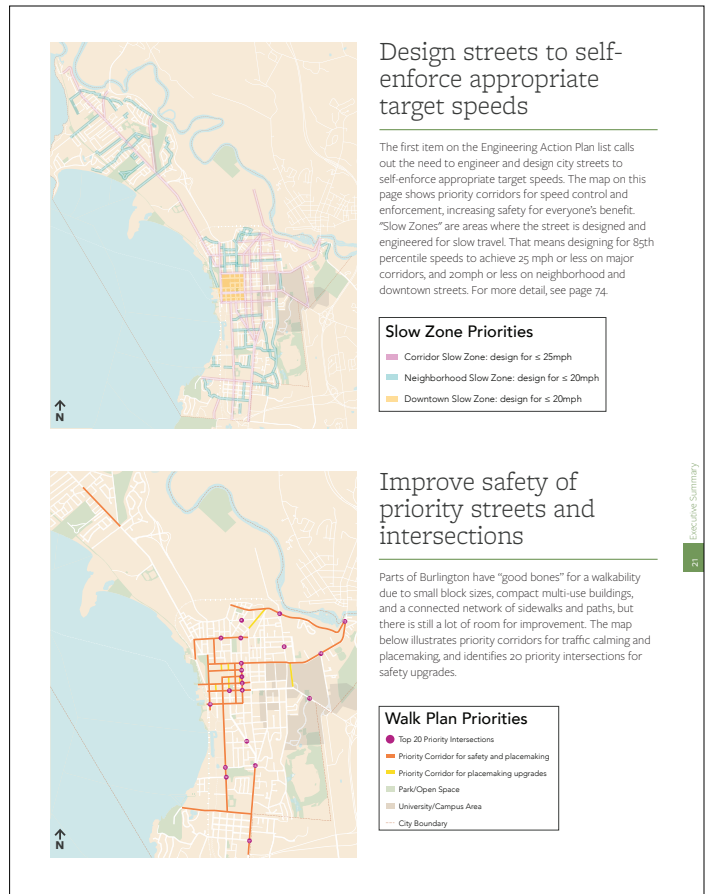 Design streets to self-
enforce appropriate
target speeds
The first item on the Engineering Action Plan list calls
out the need to engineer and design city streets to
self-enforce appropriate target speeds. The map on this
page shows priority corridors for speed control and
enforcement, increasing safety for everyone's benefit.
"Slow Zones" are areas where the street is designed and
engineered for slow travel. That means designing for 85th
percentile speeds to achieve 25 mph or less on major
corridors, and 20mph or less on neighborhood and
downtown streets. For more detail, see page 74.
Slow Zone Priorities
Corridor Slow Zone: design for ≤ 25mph
Neighborhood Slow Zone: design for ≤ 20mph
Downtown Slow Zone: design for ≤ 20mph
N
Improve safety of
priority streets and
intersections
Parts of Burlington have "good bones" for a walkability
due to small block sizes, compact multi-use buildings,
and a connected network of sidewalks and paths, but
there is still a lot of room for improvement. The map
below illustrates priority corridors for traffic calming and
placemaking, and identifies 20 priority intersections for
safety upgrades.
Walk Plan Priorities
Top 20 Priority Intersections
Priority Corridor for safety and placemaking
Priority Corridor for placemaking upgrades
Park/Open Space
University/Campus Area
City Boundary
N
Executive Summary
21